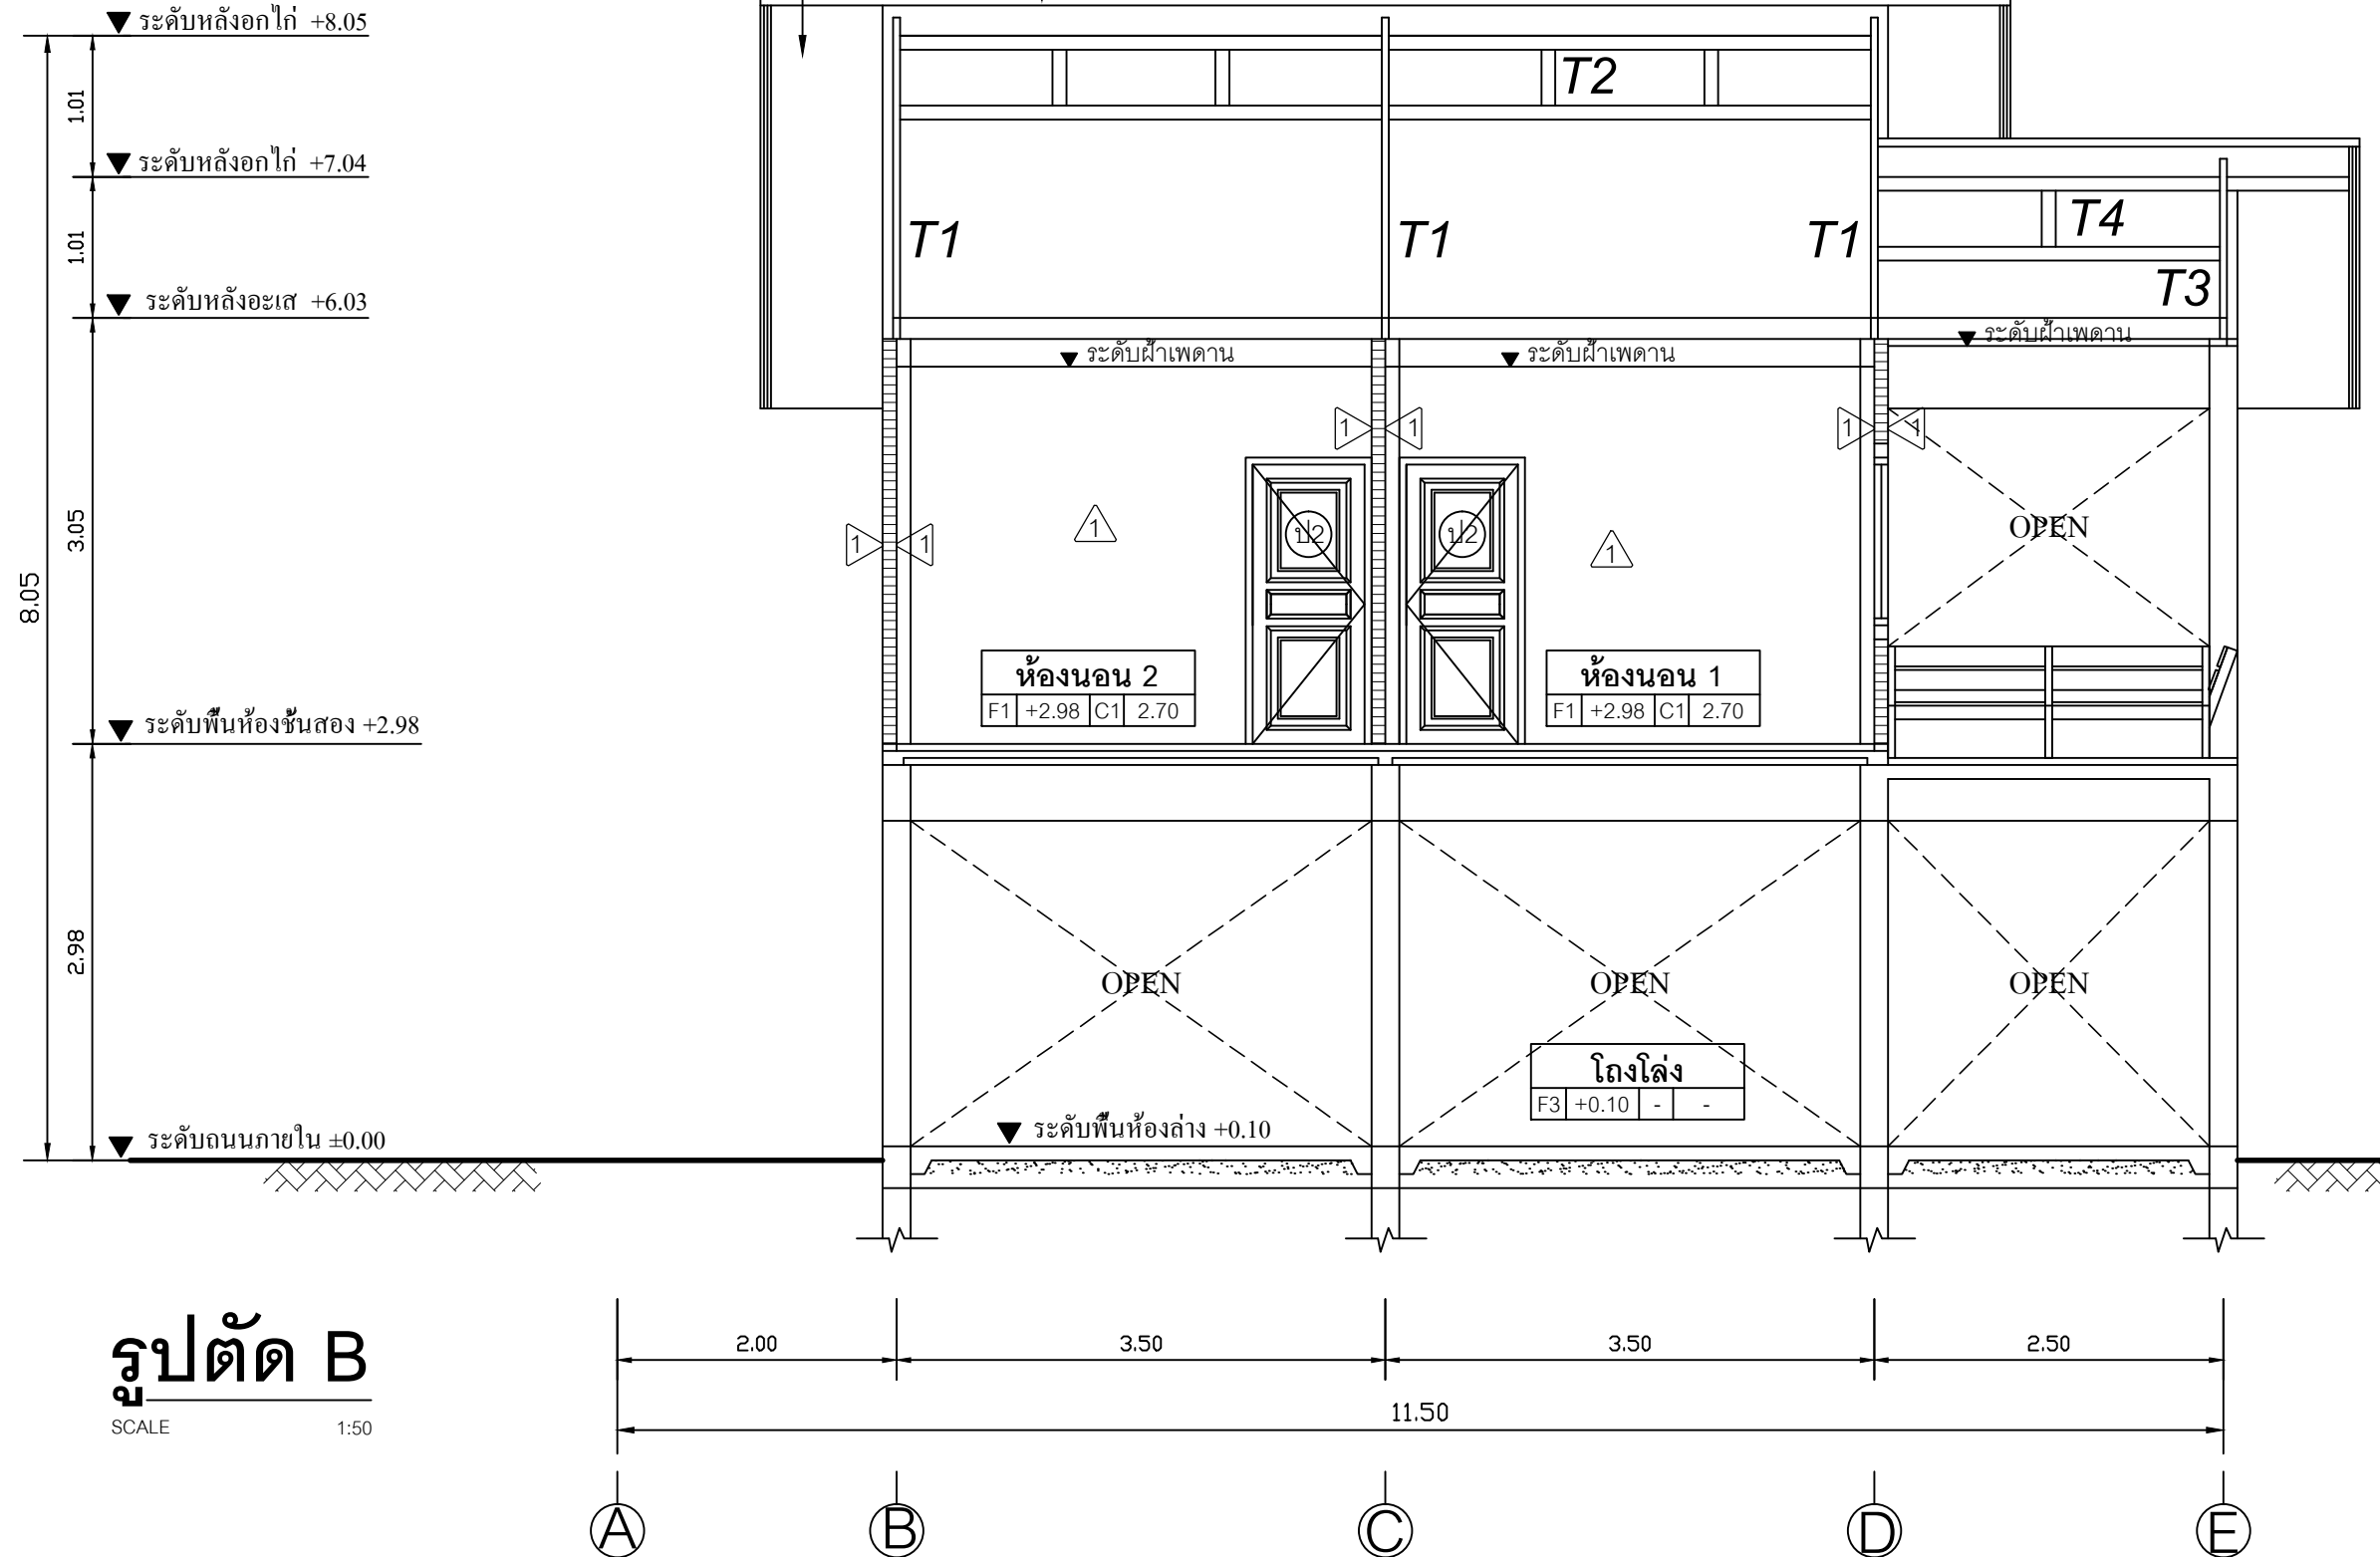 ระดับหลังอกไก่ +8.05
1.01
T2
ระดับหลังอกไก่ +7.04
T1
T1
T1
T4
1.01
T3
ระดับหลังอะเส +6.03
ระดับฝ้าเพดาน
ระดับฝ้าเพดาน
ระดับฝ้าเพดาน
1 1
1 1
1 1
1
1
ป2
ป2
OPEN
3.05
8.05
ห้องนอน 2
F1 +2.98 C1 2.70
ห้องนอน 1
F1 +2.98 C1 2.70
ระดับพื้นห้องชั้นสอง +2.98
2.98
OPEN
OPEN
OPEN
โถงโล่ง
F3 +0.10 - -
ระดับพื้นห้องล่าง +0.10
ระดับถนนภายใน ±0.00
รูปตัด B
SCALE 1:50
2.00
3.50
3.50
2.50
11.50
A
B
C
D
E